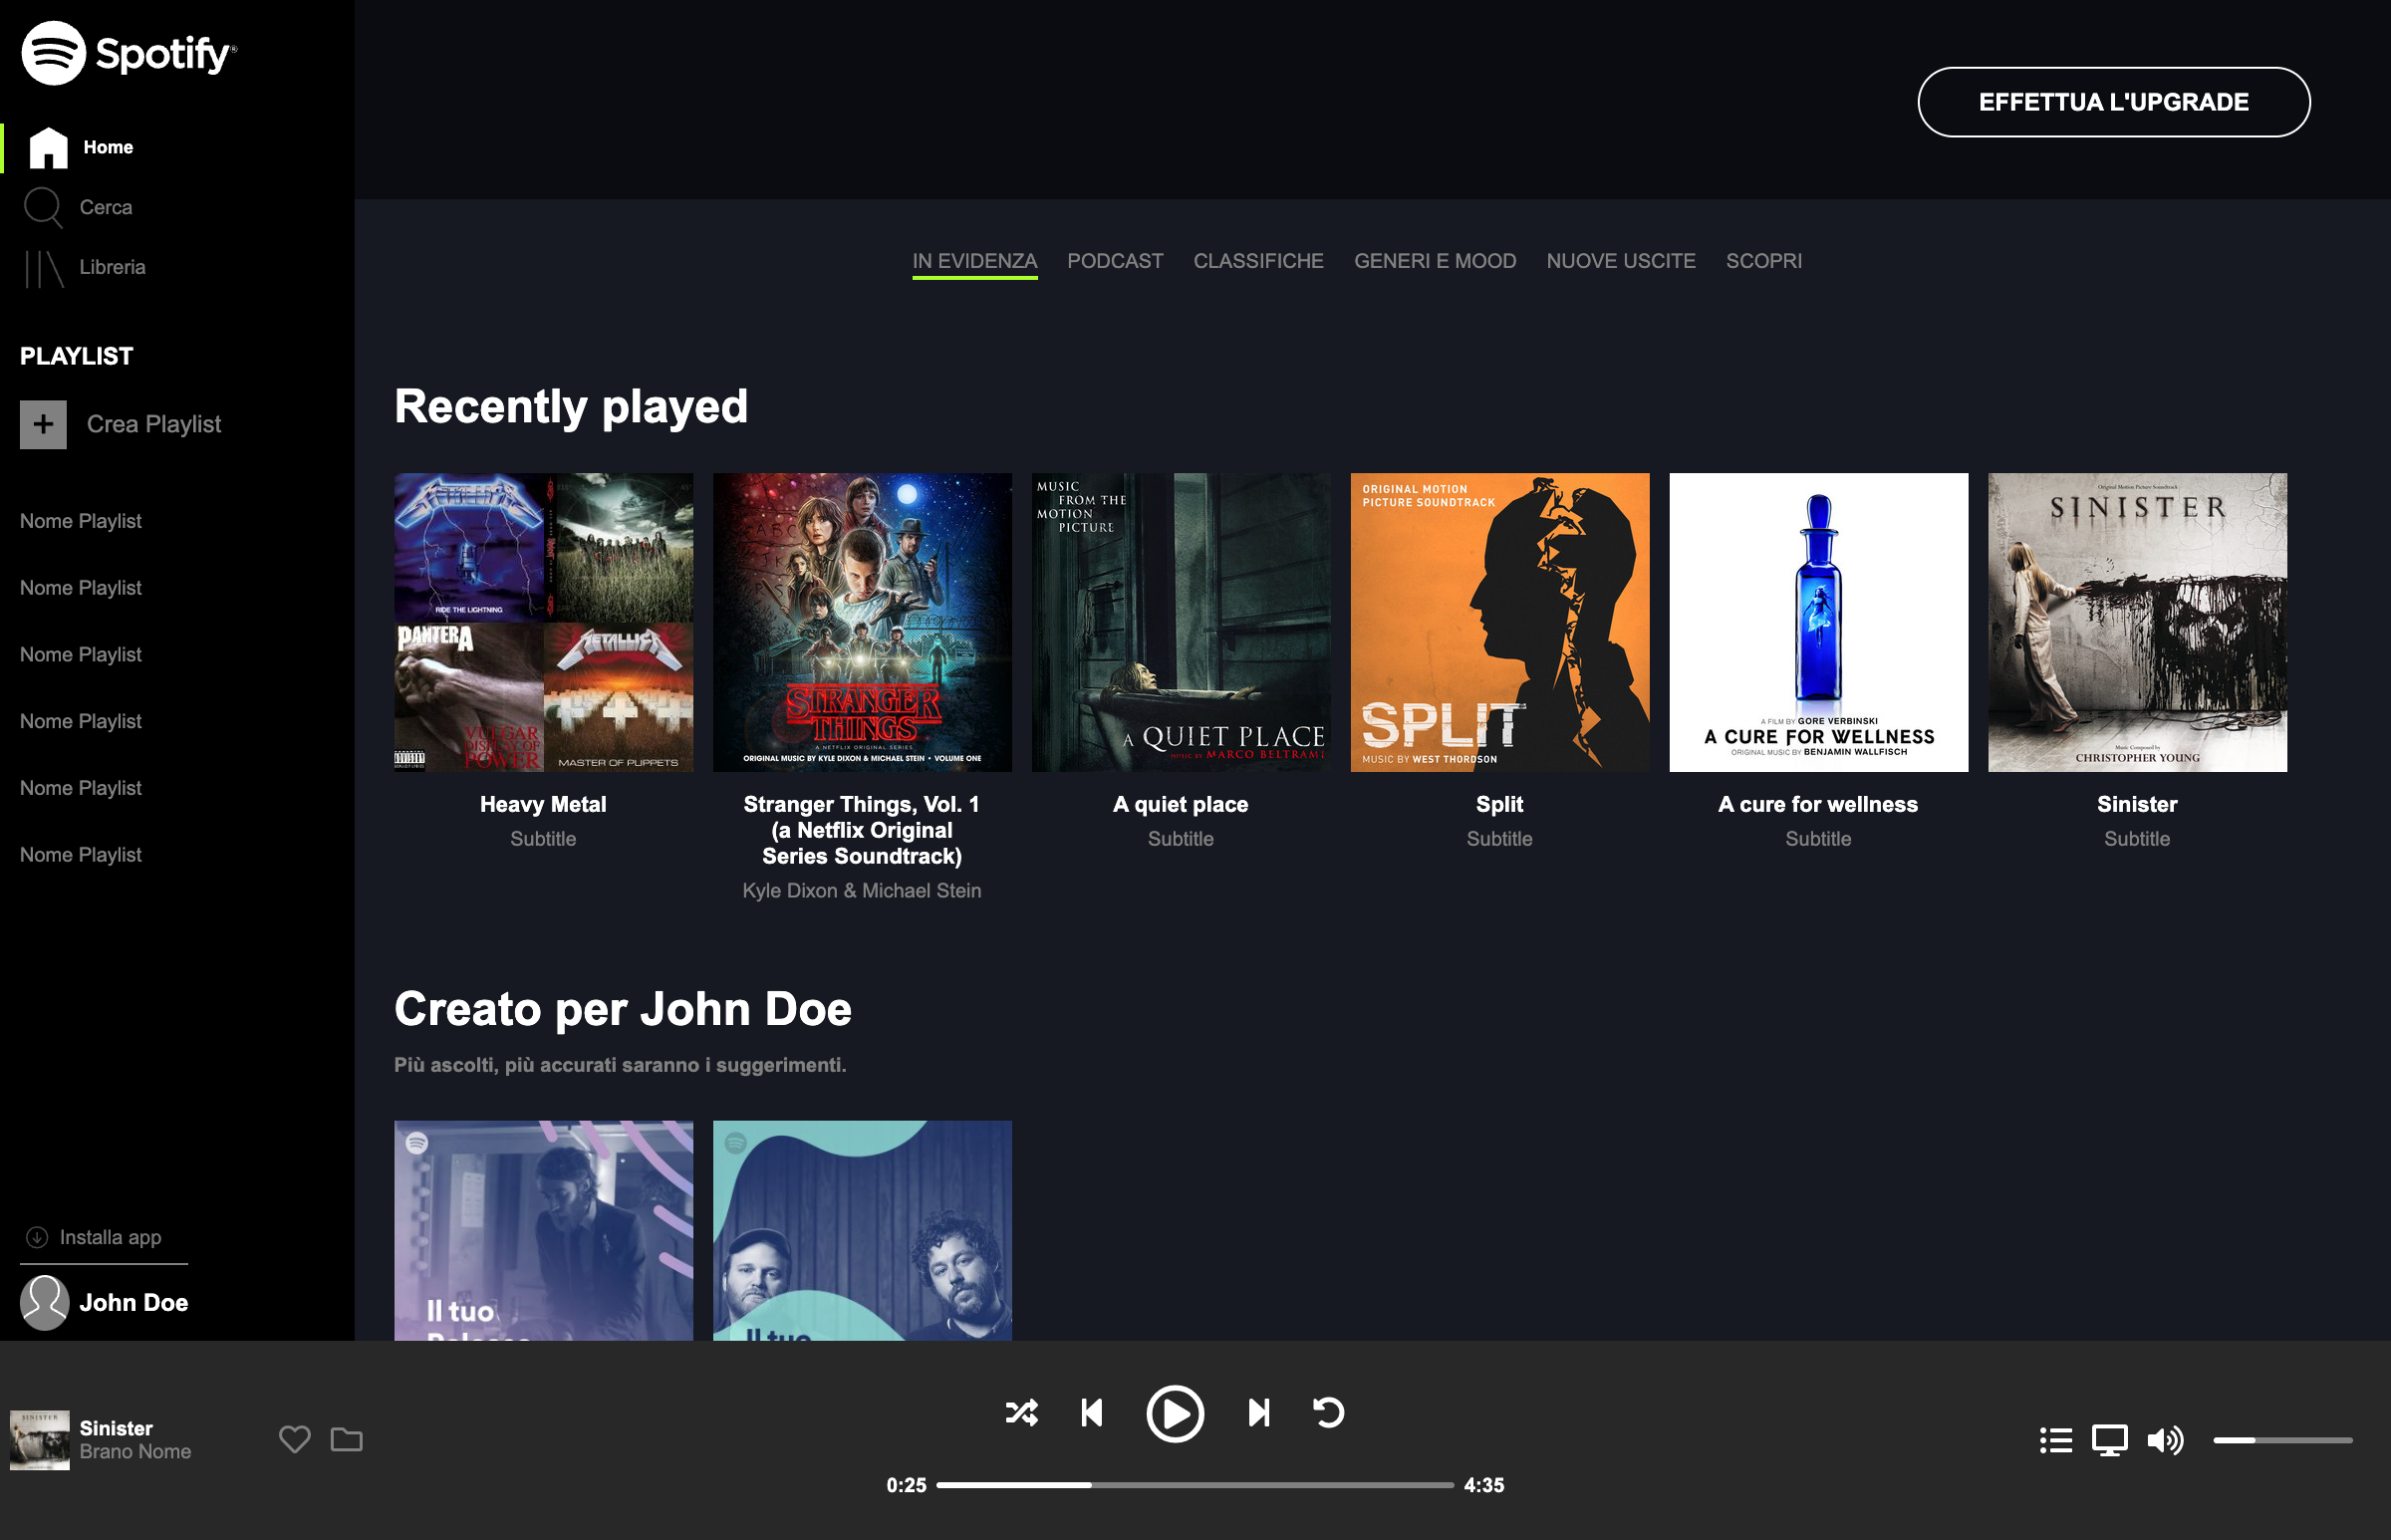 Spotify®
Home
Cerca
Libreria
PLAYLIST
+ Crea Playlist
Nome Playlist
Nome Playlist
Nome Playlist
Nome Playlist
Nome Playlist
Nome Playlist
Installa app
John Doe
EFFETTUA L'UPGRADE
IN EVIDENZA PODCAST CLASSIFICHE GENERI E MOOD NUOVE USCITE SCOPRI
Recently played
METALLICA
RIDE THE LIGHTNING
PANTERA
VULGAR
DISPLAY OF
POWER
METALLICA
MASTER OF PUPPETS
Heavy Metal
Subtitle
STRANGER
THINGS
A NETFLIX ORIGINAL SERIES
ORIGINAL MUSIC BY KYLE DIXON & MICHAEL STEIN • VOLUME ONE
Stranger Things, Vol. 1
(a Netflix Original
Series Soundtrack)
Kyle Dixon & Michael Stein
MUSIC
FROM THE
MOTION
PICTURE
A QUIET PLACE
MUSIC BY MARCO BELTRAMI
A quiet place
Subtitle
ORIGINAL MOTION
PICTURE SOUNDTRACK
SPLIT
MUSIC BY WEST THORDSON
Split
Subtitle
A FILM BY GORE VERBINSKI
A CURE FOR WELLNESS
ORIGINAL MUSIC BY BENJAMIN WALLFISCH
A cure for wellness
Subtitle
Original Motion Picture Soundtrack
SINISTER
Music Composed by
CHRISTOPHER YOUNG
Sinister
Subtitle
Creato per John Doe
Più ascolti, più accurati saranno i suggerimenti.
Il tuo
Il tuo
Sinister
Brano Nome
0:25
4:35